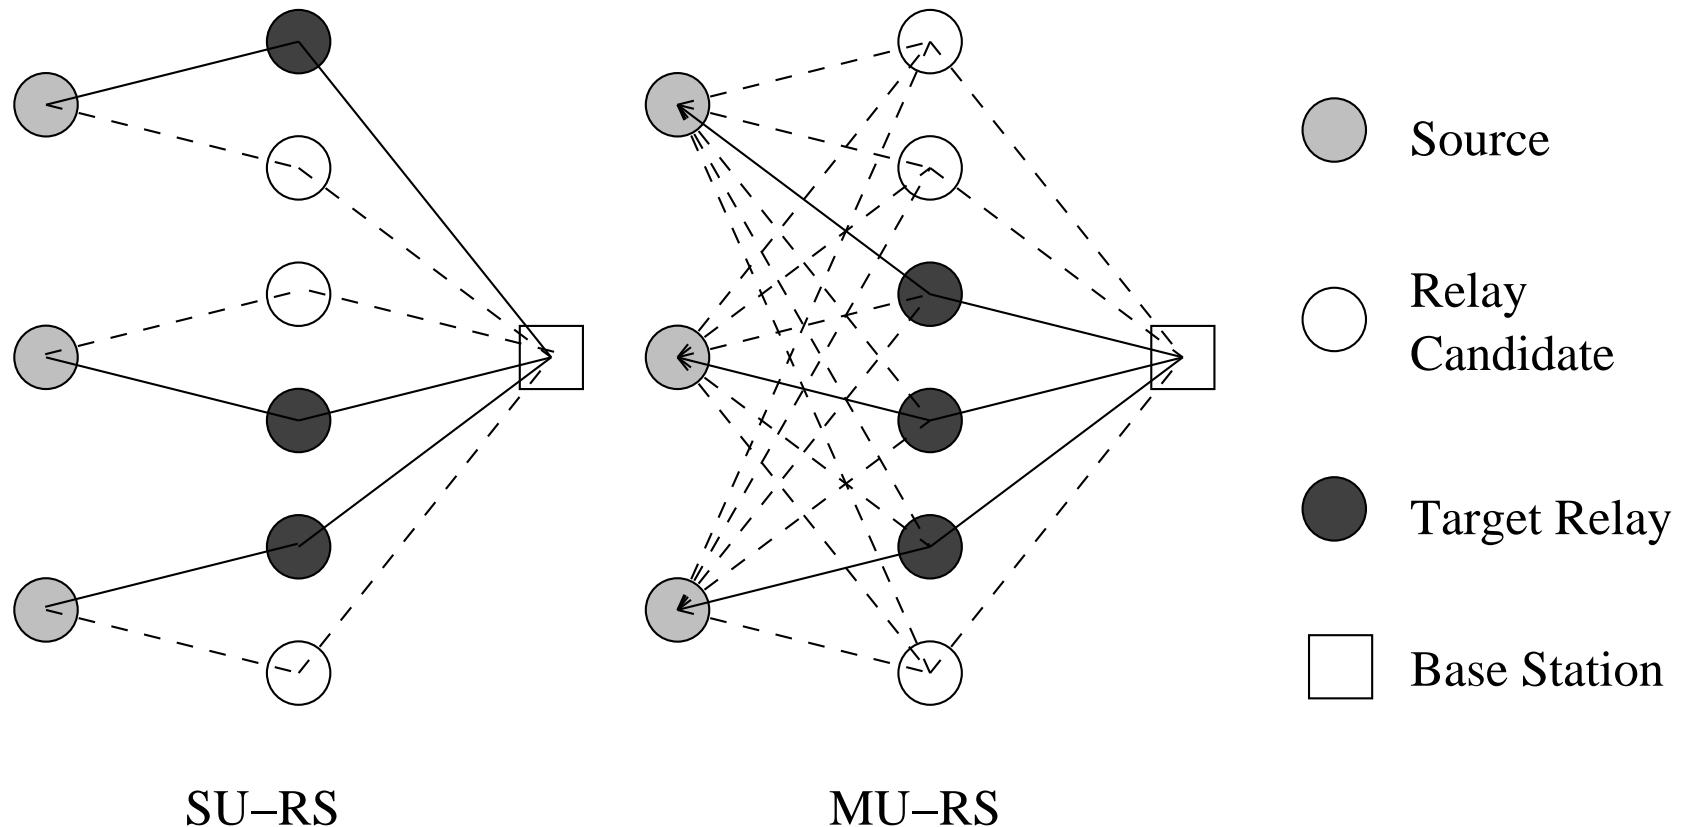 Source
Relay
Candidate
Target Relay
Base Station
SU−RS
MU−RS